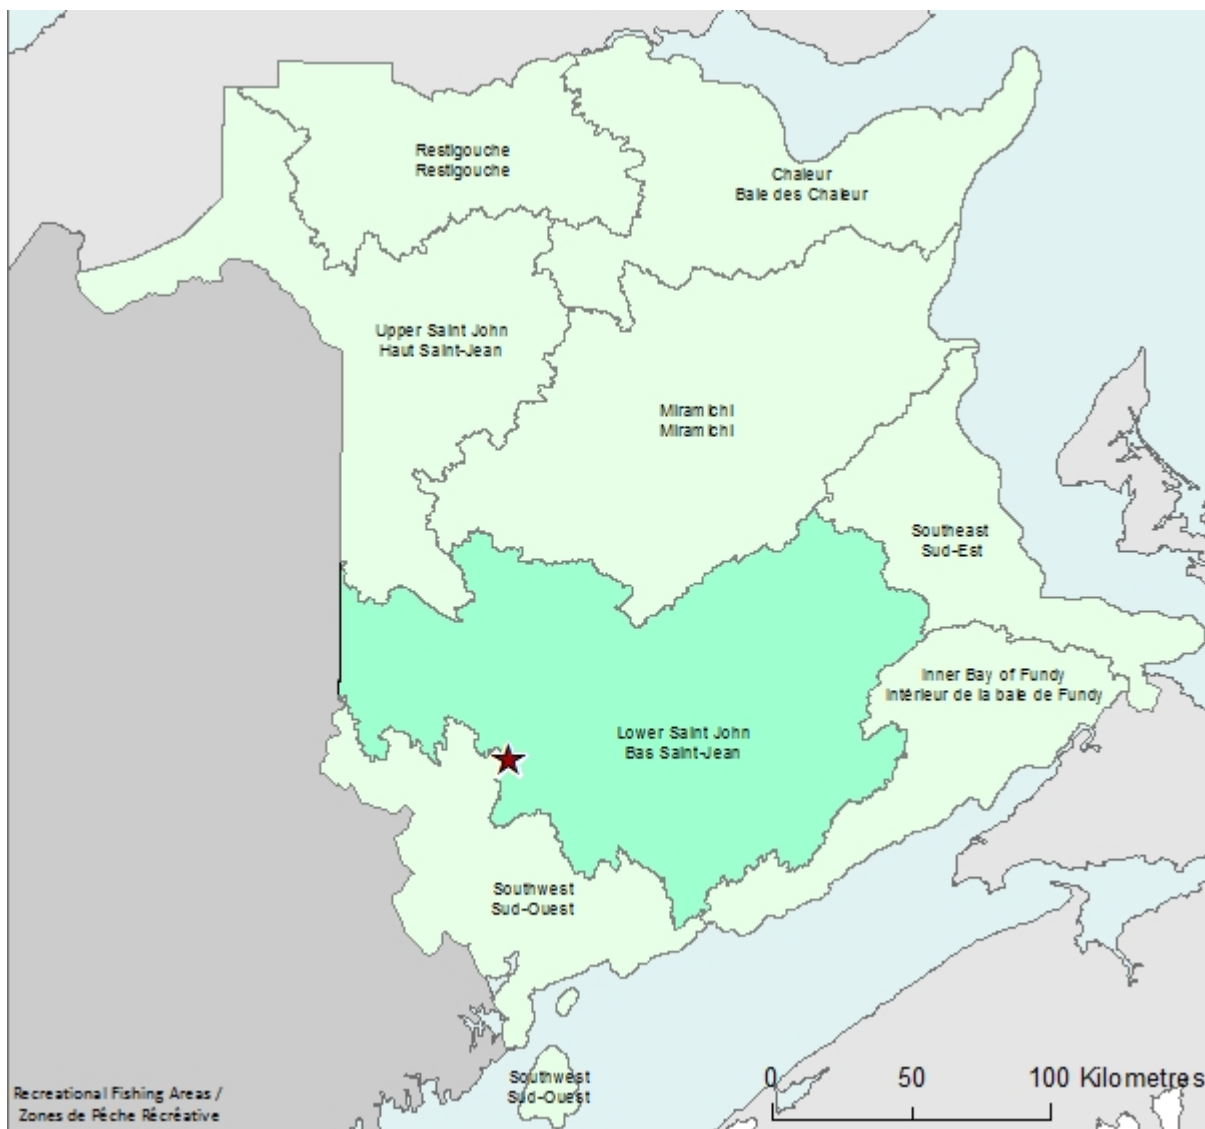 Restigouche
Restigouche
Chaleur
Baie des Chaleur
Upper Saint John
Haut Saint-Jean
Miramichi
Miramichi
Southeast
Sud-Est
Inner Bay of Fundy
Intérieur de la baie de Fundy
Lower Saint John
Bas Saint-Jean
Southwest
Sud-Ouest
Southwest
Sud-Ouest
0 50 100 Kilometres
Recreational Fishing Areas /
Zones de Pêche Récréative